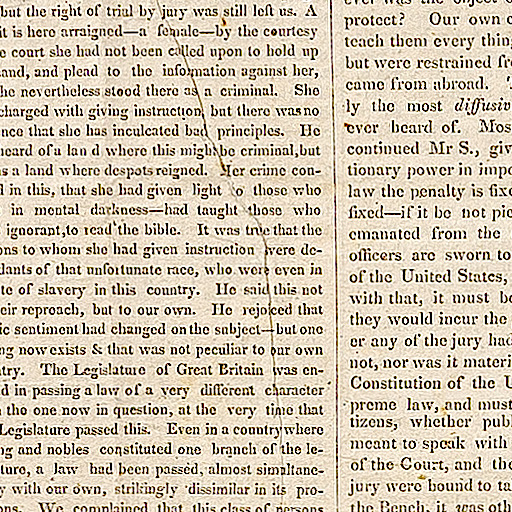 but the right of trial by jury was still left us. A
it is here arraigned—a female—by the courtesy
e court she had not been called upon to hold up
and, and plead to the information against her,
he nevertheless stood there as a criminal. She
charged with giving instruction, but there was no
nce that she has inculcated bad principles. He
heard of a lan d where this might be criminal, but
s a land where despots reigned. Her crime con-
l in this, that she had given light to those who
in mental darkness—had taught those who
ignorant, to read the bible. It was true that the
ons to whom she had given instruction were de-
dants of that unfortunate race, who were even in
te of slavery in this country. He said this not
eir reproach, but to our own. He rejoiced that
ic sentiment had changed on the subject—but one
ng now exists & that was not peculiar to our own
try. The Legislature of Great Britain was en-
d in passing a law of a very different character
the one now in question, at the very time that
Legislature passed this. Even in a country where
ng and nobles constituted one branch of the le-
ture, a law had been passed, almost simultane-
y with our own, strikingly dissimilar in its pro-
ons. We complained that this class of persons
ever was the object o
protect? Our own c
teach them every thin
but were restrained fr
came from abroad.
ly the most diffusiv
ever heard of. Mos
continued Mr S., giv
tionary power in impo
law the penalty is fixe
fixed—if it be not pie
emanated from the
officers are sworn to
of the United States,
with that, it must be
they would incur the
er any of the jury had
not, nor was it materi
Constitution of the U
preme law, and must
tizens, whether publ
meant to speak with
of the Court, and the
jury were bound to ta
the Bench, it was oth